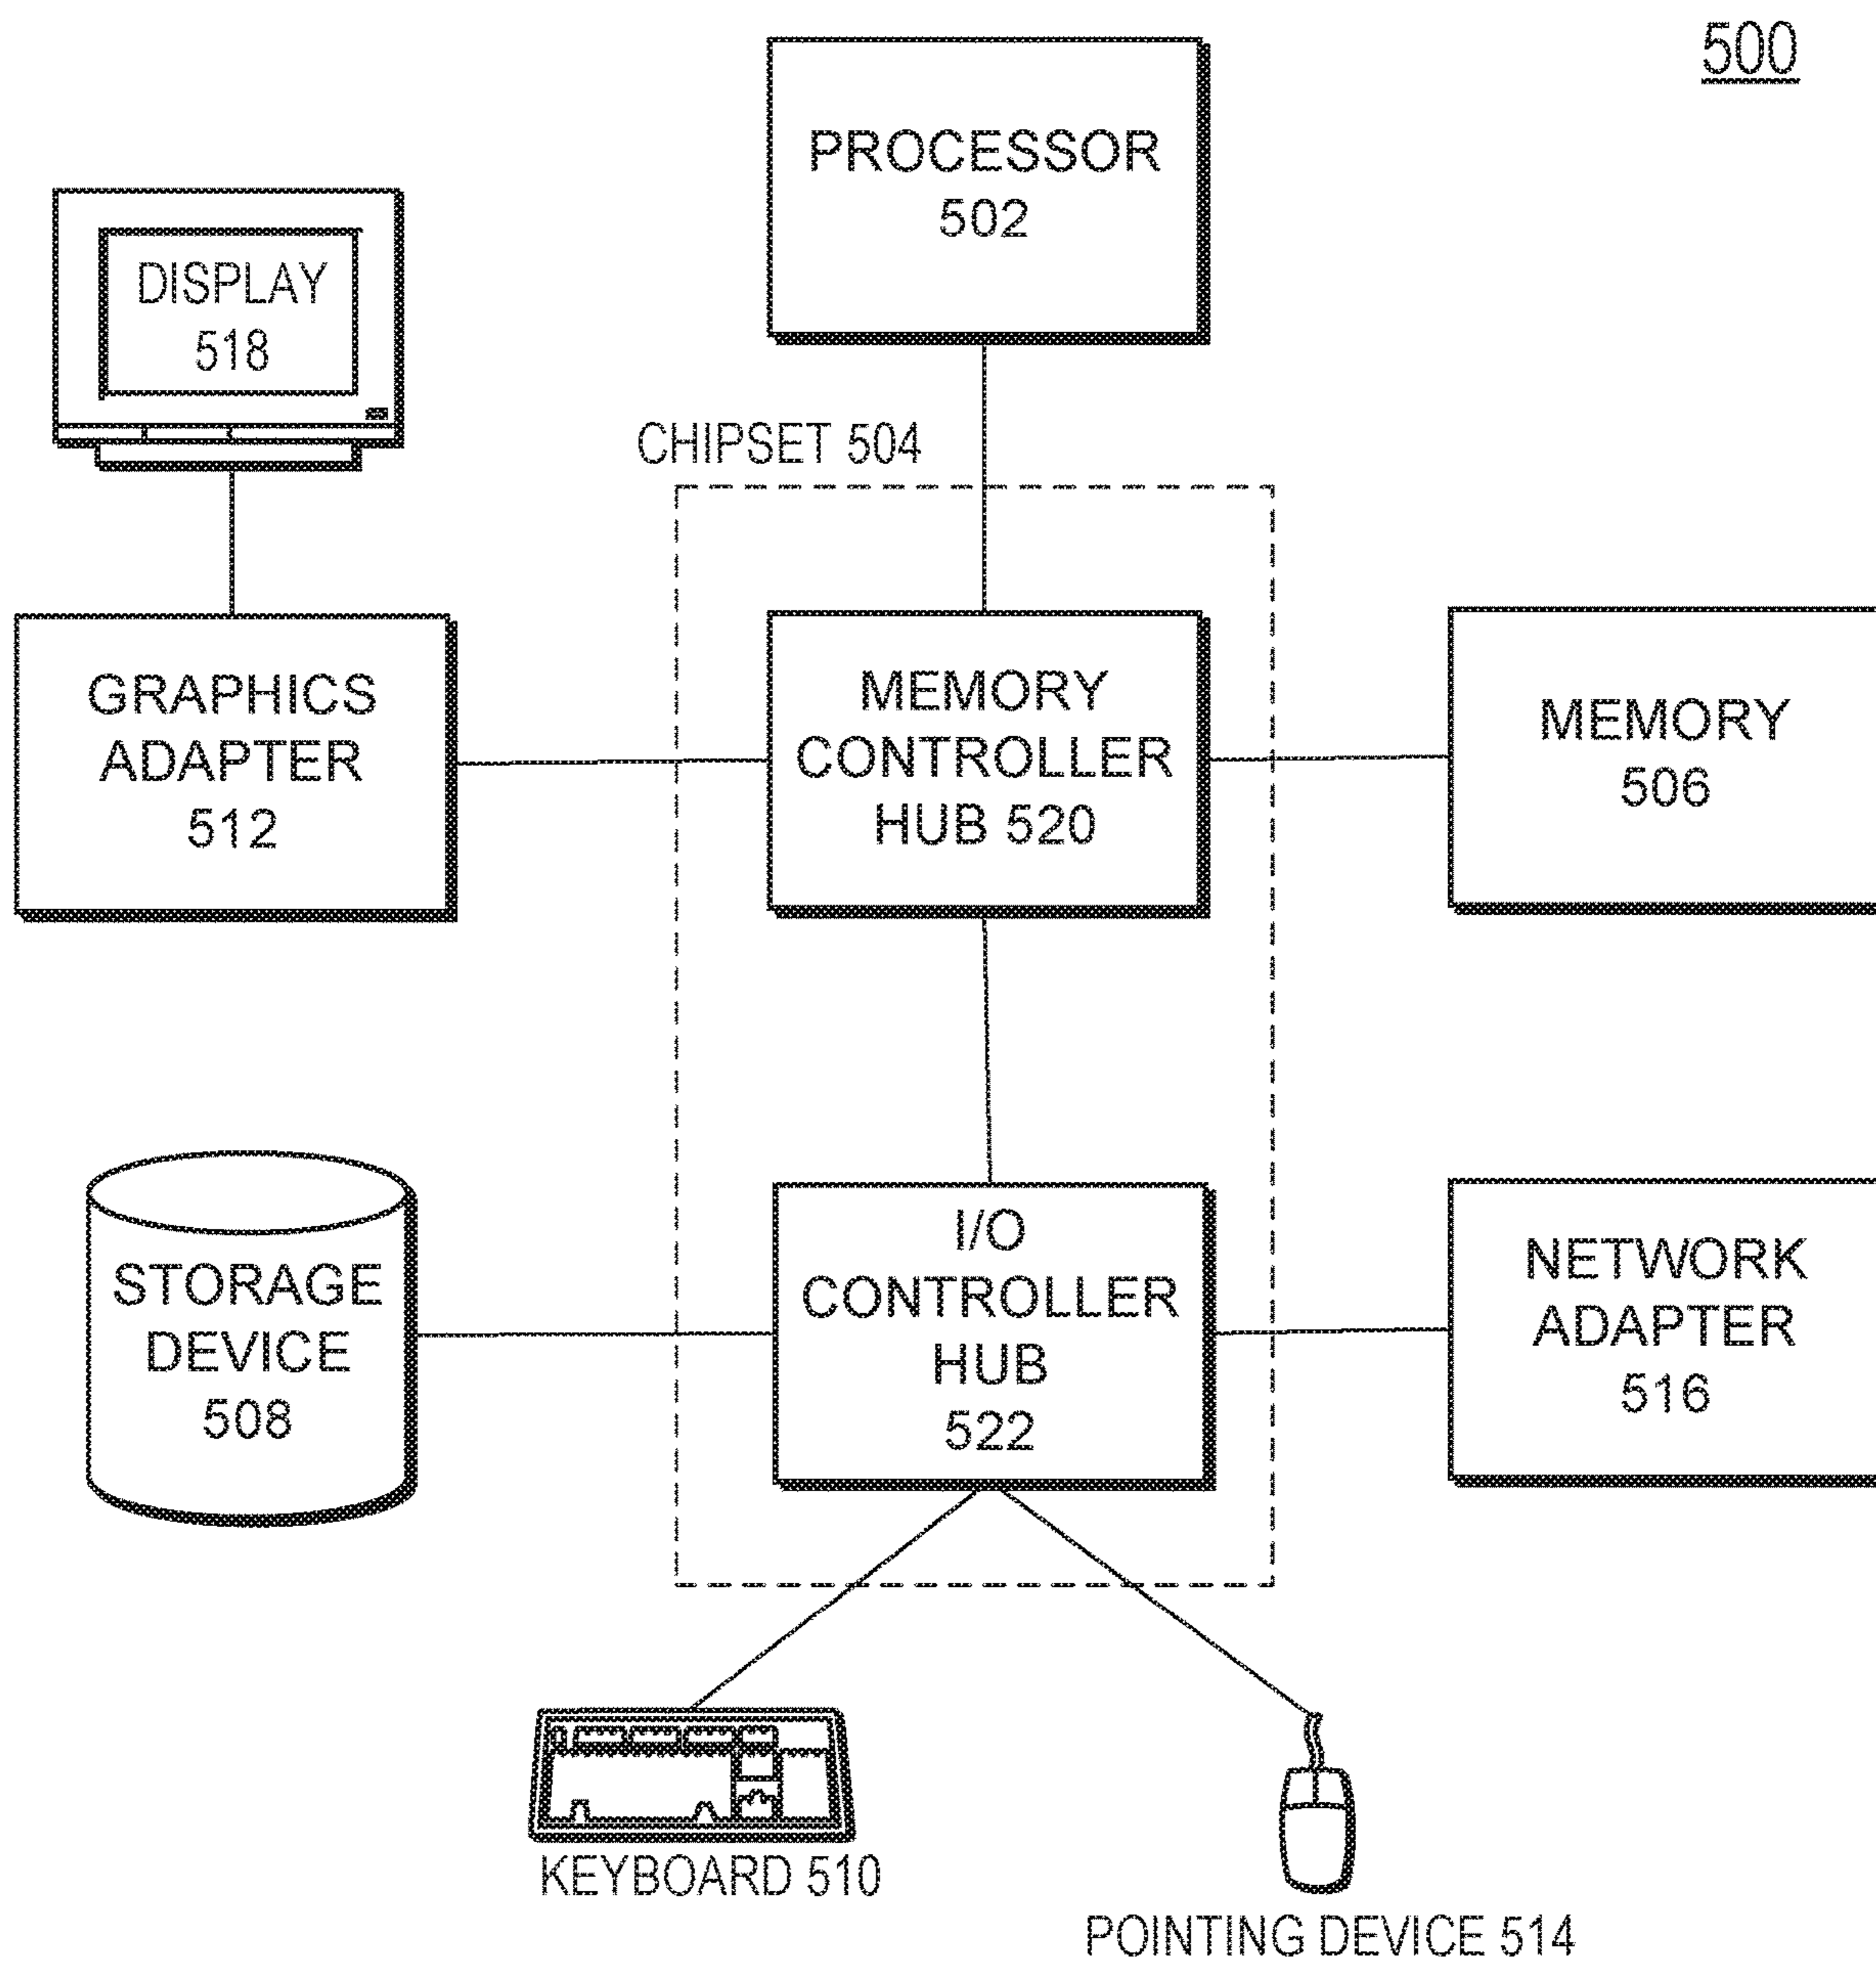 500
PROCESSOR
502
DISPLAY
518
CHIPSET 504
GRAPHICS
ADAPTER
512
MEMORY
CONTROLLER
HUB 520
MEMORY
506
STORAGE
DEVICE
508
I/O
CONTROLLER
HUB
522
NETWORK
ADAPTER
516
KEYBOARD 510
POINTING DEVICE 514